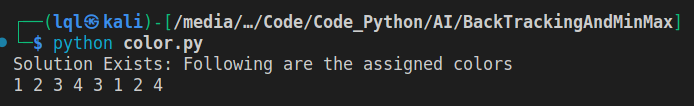 ┌──(lql㉿kali)-[/media/…/Code/Code_Python/AI/BackTrackingAndMinMax]
└─$ python color.py
Solution Exists: Following are the assigned colors
1 2 3 4 3 1 2 4